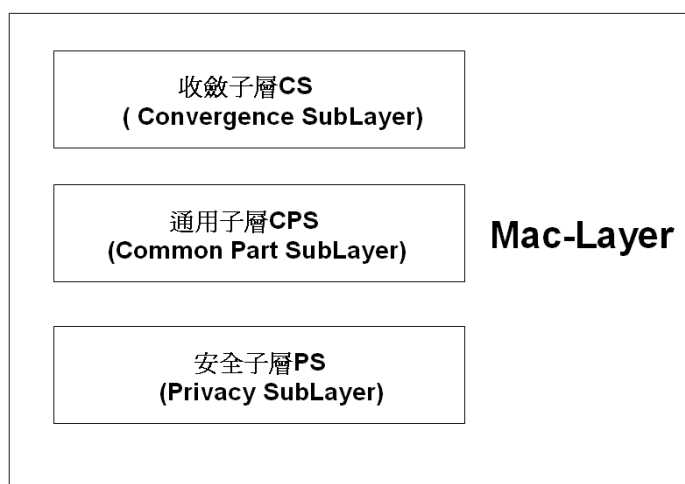 收斂子層CS
( Convergence SubLayer)
通用子層CPS
(Common Part SubLayer)
Mac-Layer
安全子層PS
(Privacy SubLayer)